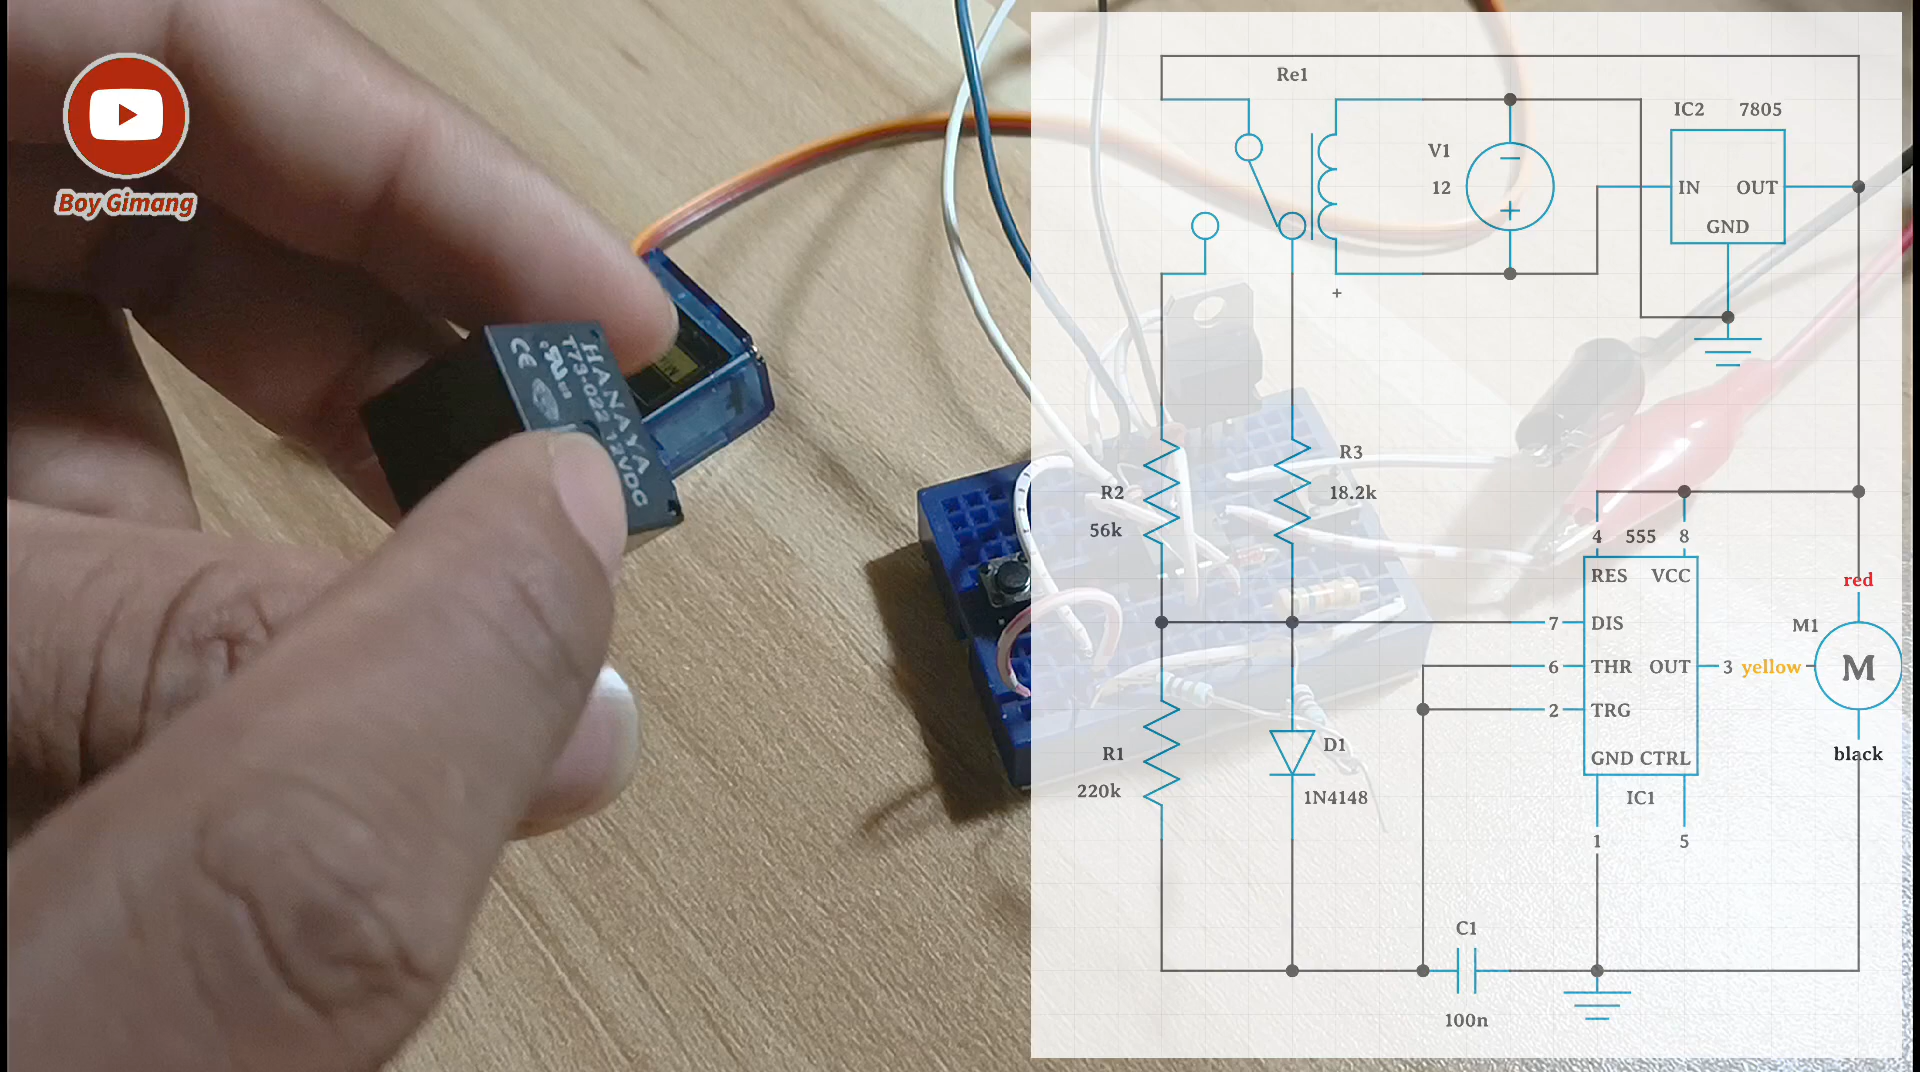 Boy Gimang
HANAYA
T73-022 12VDC
CE
Re1
IC2 7805
V1
12
IN OUT
GND
+
R3
18.2k
R2
56k
4 555 8
RES VCC
red
7 DIS
M1
6 THR OUT 3 yellow M
2 TRG
R1
220k
D1
1N4148
GND CTRL
black
IC1
1 5
C1
100n